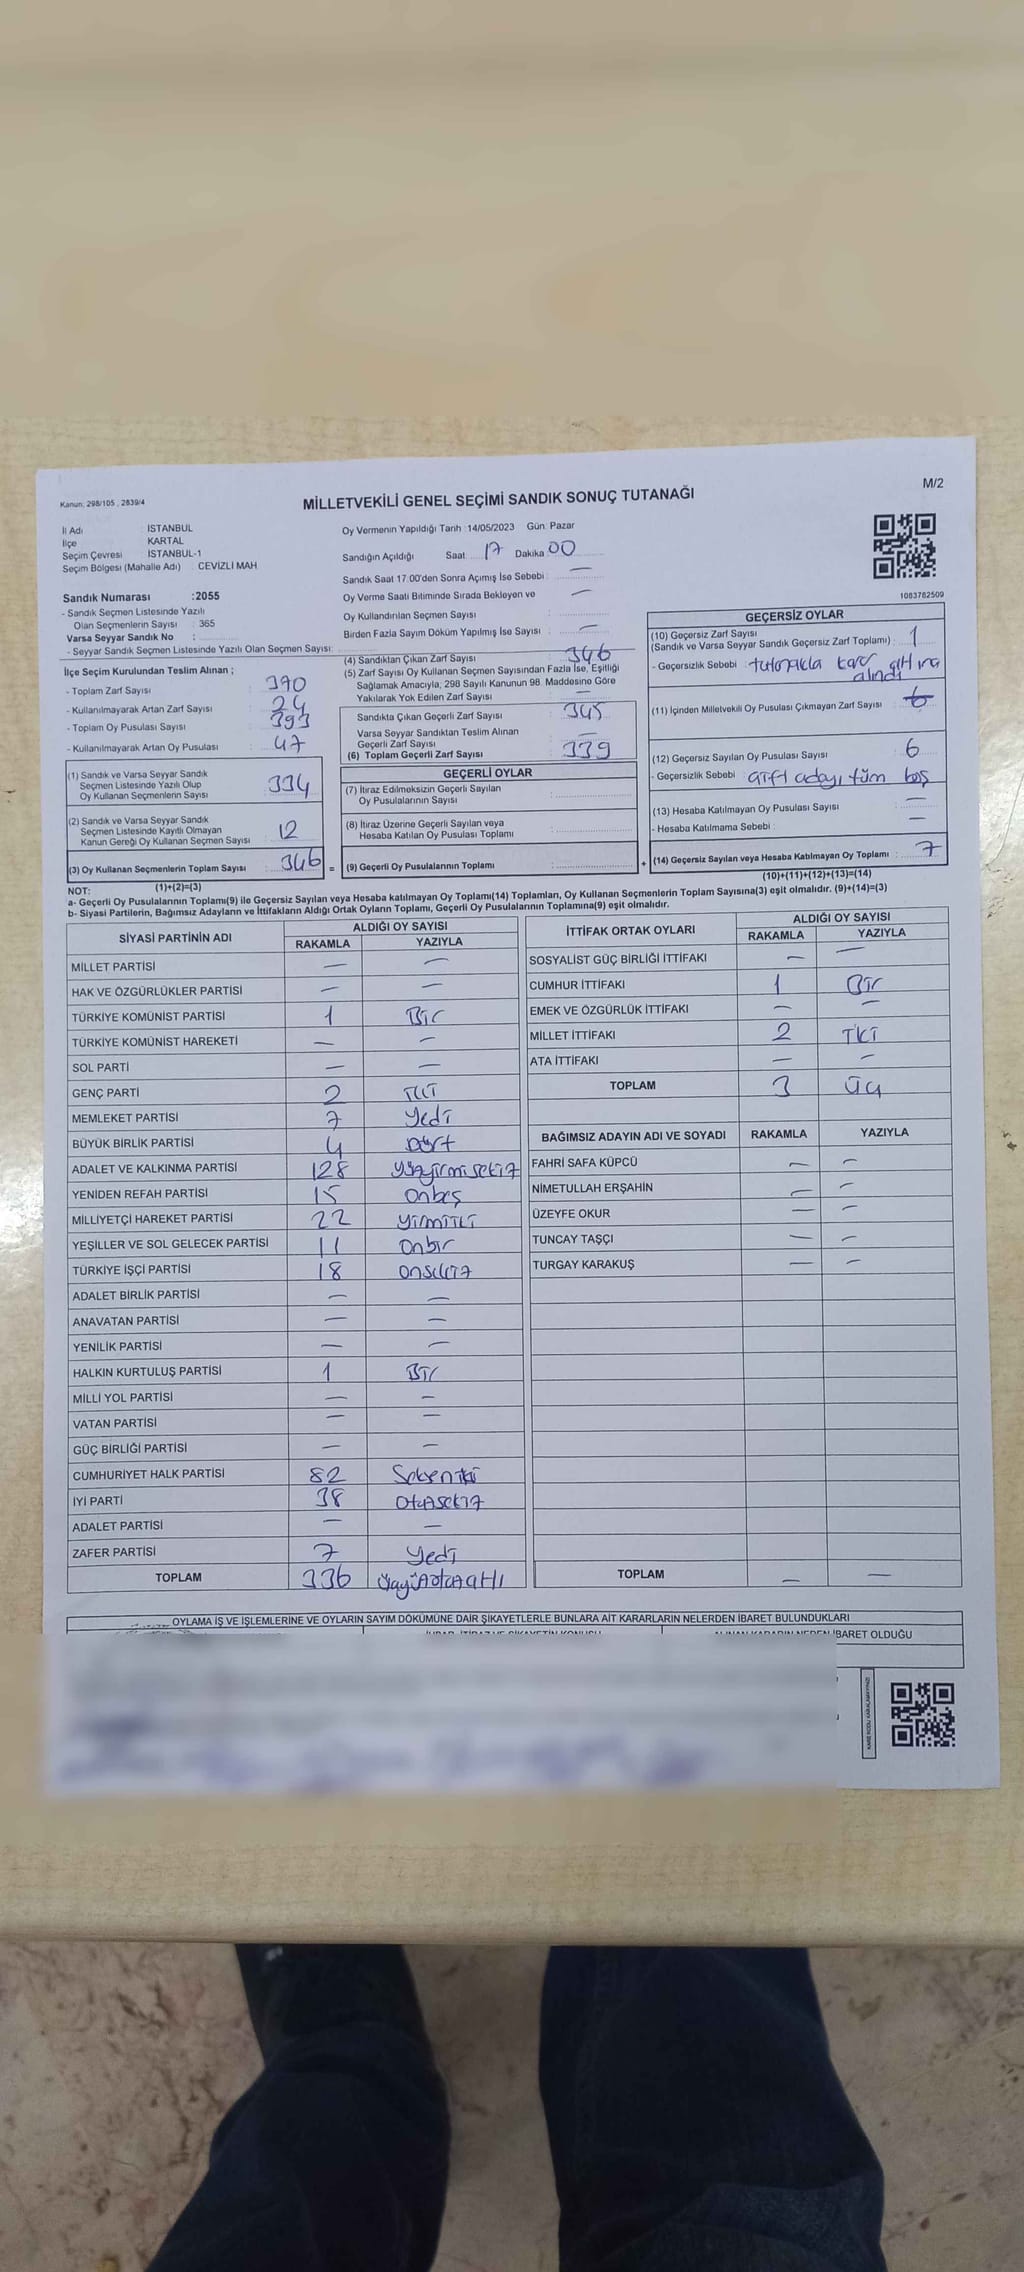 Kanun: 298/105 , 2839/4
M/2
MİLLETVEKİLİ GENEL SEÇİMİ SANDIK SONUÇ TUTANAĞI
İl Adı : İSTANBUL
İlçe : KARTAL
Seçim Çevresi : İSTANBUL-1
Seçim Bölgesi (Mahalle Adı) : CEVİZLİ MAH
Sandık Numarası :2055
- Sandık Seçmen Listesinde Yazılı
Olan Seçmenlerin Sayısı : 365
Varsa Seyyar Sandık No :
- Seyyar Sandık Seçmen Listesinde Yazılı Olan Seçmen Sayısı:
Oy Vermenin Yapıldığı Tarih :14/05/2023 Gün: Pazar
Sandığın Açıldığı Saat 17 Dakika 00
Sandık Saat 17.00'den Sonra Açımış İse Sebebi : —
Oy Verme Saati Bitiminde Sırada Bekleyen ve —
Oy Kullandırılan Seçmen Sayısı :
Birden Fazla Sayım Döküm Yapılmış İse Sayısı : —
1083762509
İlçe Seçim Kurulundan Teslim Alınan ;
- Toplam Zarf Sayısı : 370
- Kullanılmayarak Artan Zarf Sayısı : 24
- Toplam Oy Pusulası Sayısı : 393
- Kullanılmayarak Artan Oy Pusulası : 47
(1) Sandık ve Varsa Seyyar Sandık
Seçmen Listesinde Yazılı Olup
Oy Kullanan Seçmenlerin Sayısı : 334
(2) Sandık ve Varsa Seyyar Sandık
Seçmen Listesinde Kayıtlı Olmayan
Kanun Gereği Oy Kullanan Seçmen Sayısı : 12
(3) Oy Kullanan Seçmenlerin Toplam Sayısı : 346 =
(1)+(2)=(3)
(4) Sandıktan Çıkan Zarf Sayısı : 346
(5) Zarf Sayısı Oy Kullanan Seçmen Sayısından Fazla İse, Eşitliği
Sağlamak Amacıyla, 298 Sayılı Kanunun 98. Maddesine Göre
Yakılarak Yok Edilen Zarf Sayısı : —
Sandıkta Çıkan Geçerli Zarf Sayısı : 345
Varsa Seyyar Sandıktan Teslim Alınan
Geçerli Zarf Sayısı : —
(6) Toplam Geçerli Zarf Sayısı : 339
GEÇERLİ OYLAR
(7) İtiraz Edilmeksizin Geçerli Sayılan
Oy Pusulalarının Sayısı :
(8) İtiraz Üzerine Geçerli Sayılan veya
Hesaba Katılan Oy Pusulası Toplamı :
(9) Geçerli Oy Pusulalarının Toplamı : +
GEÇERSİZ OYLAR
(10) Geçersiz Zarf Sayısı
(Sandık ve Varsa Seyyar Sandık Geçersiz Zarf Toplamı) : 1
- Geçersizlik Sebebi : tutanakla karar altına
alındı
(11) İçinden Milletvekili Oy Pusulası Çıkmayan Zarf Sayısı : 6
(12) Geçersiz Sayılan Oy Pusulası Sayısı : 6
- Geçersizlik Sebebi : çift adayı tüm boş
(13) Hesaba Katılmayan Oy Pusulası Sayısı : —
- Hesaba Katılmama Sebebi : —
(14) Geçersiz Sayılan veya Hesaba Katılmayan Oy Toplamı : 7
(10)+(11)+(12)+(13)=(14)
NOT:
a- Geçerli Oy Pusulalarının Toplamı(9) ile Geçersiz Sayılan veya Hesaba katılmayan Oy Toplamı(14) Toplamları, Oy Kullanan Seçmenlerin Toplam Sayısına(3) eşit olmalıdır. (9)+(14)=(3)
b- Siyasi Partilerin, Bağımsız Adayların ve İttifakların Aldığı Ortak Oyların Toplamı, Geçerli Oy Pusulalarının Toplamına(9) eşit olmalıdır.
SİYASİ PARTİNİN ADI ALDIĞI OY SAYISI
RAKAMLA YAZIYLA
MİLLET PARTİSİ — —
HAK VE ÖZGÜRLÜKLER PARTİSİ — —
TÜRKİYE KOMÜNİST PARTİSİ 1 Bir
TÜRKİYE KOMÜNİST HAREKETİ — —
SOL PARTİ — —
GENÇ PARTİ 2 İki
MEMLEKET PARTİSİ 7 Yedi
BÜYÜK BİRLİK PARTİSİ 4 Dört
ADALET VE KALKINMA PARTİSİ 128 Yüzyirmisekiz
YENİDEN REFAH PARTİSİ 15 Onbeş
MİLLİYETÇİ HAREKET PARTİSİ 22 Yirmiiki
YEŞİLLER VE SOL GELECEK PARTİSİ 11 Onbir
TÜRKİYE İŞÇİ PARTİSİ 18 Onsekiz
ADALET BİRLİK PARTİSİ — —
ANAVATAN PARTİSİ — —
YENİLİK PARTİSİ — —
HALKIN KURTULUŞ PARTİSİ 1 Bir
MİLLİ YOL PARTİSİ — —
VATAN PARTİSİ — —
GÜÇ BİRLİĞİ PARTİSİ — —
CUMHURİYET HALK PARTİSİ 82 Sekseniki
İYİ PARTİ 38 Otuzsekiz
ADALET PARTİSİ — —
ZAFER PARTİSİ 7 Yedi
TOPLAM 336 Üçyüzotuzaltı
İTTİFAK ORTAK OYLARI ALDIĞI OY SAYISI
RAKAMLA YAZIYLA
SOSYALİST GÜÇ BİRLİĞİ İTTİFAKI — —
CUMHUR İTTİFAKI 1 Bir
EMEK VE ÖZGÜRLÜK İTTİFAKI — —
MİLLET İTTİFAKI 2 İki
ATA İTTİFAKI — —
TOPLAM 3 Üç
BAĞIMSIZ ADAYIN ADI VE SOYADI RAKAMLA YAZIYLA
FAHRİ SAFA KÜPCÜ — —
NİMETULLAH ERŞAHİN — —
ÜZEYFE OKUR — —
TUNCAY TAŞÇI — —
TURGAY KARAKUŞ — —
TOPLAM — —
OYLAMA İŞ VE İŞLEMLERİNE VE OYLARIN SAYIM DÖKÜMÜNE DAİR ŞİKAYETLERLE BUNLARA AİT KARARLARIN NELERDEN İBARET BULUNDUKLARI
ALINAN KARARIN NEDEN İBARET OLDUĞU